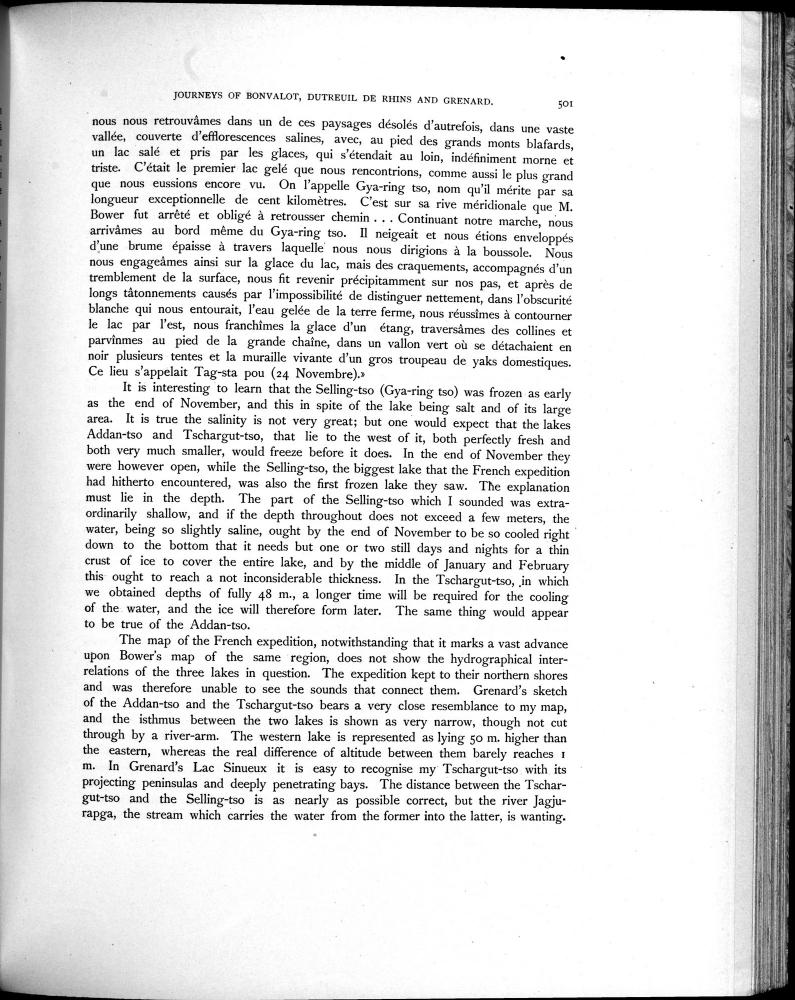 JOURNEYS OF BONVALOT, DUTREUIL DE RHINS AND GRENARD. 501
nous nous retrouvâmes dans un de ces paysages désolés d'autrefois, dans une vaste
vallée, couverte d'efflorescences salines, avec, au pied des grands monts blafards,
un lac salé et pris par les glaces, qui s'étendait au loin, indéfiniment morne et
triste. C'était le premier lac gelé que nous rencontrions, comme aussi le plus grand
que nous eussions encore vu. On l'appelle Gya-ring tso, nom qu'il mérite par sa
longueur exceptionnelle de cent kilomètres. C'est sur sa rive méridionale que M.
Bower fut arrêté et obligé à retrousser chemin . . . Continuant notre marche, nous
arrivâmes au bord même du Gya-ring tso. Il neigeait et nous étions enveloppés
d'une brume épaisse à travers laquelle nous nous dirigions à la boussole. Nous
nous engageâmes ainsi sur la glace du lac, mais des craquements, accompagnés d'un
tremblement de la surface, nous fit revenir précipitamment sur nos pas, et après de
longs tâtonnements causés par l'impossibilité de distinguer nettement, dans l'obscurité
blanche qui nous entourait, l'eau gelée de la terre ferme, nous réussîmes à contourner
le lac par l'est, nous franchîmes la glace d'un étang, traversâmes des collines et
parvînmes au pied de la grande chaîne, dans un vallon vert où se détachaient en
noir plusieurs tentes et la muraille vivante d'un gros troupeau de yaks domestiques.
Ce lieu s'appelait Tag-sta pou (24 Novembre).»
It is interesting to learn that the Selling-tso (Gya-ring tso) was frozen as early
as the end of November, and this in spite of the lake being salt and of its large
area. It is true the salinity is not very great; but one would expect that the lakes
Addan-tso and Tschargut-tso, that lie to the west of it, both perfectly fresh and
both very much smaller, would freeze before it does. In the end of November they
were however open, while the Selling-tso, the biggest lake that the French expedition
had hitherto encountered, was also the first frozen lake they saw. The explanation
must lie in the depth. The part of the Selling-tso which I sounded was extra-
ordinarily shallow, and if the depth throughout does not exceed a few meters, the
water, being so slightly saline, ought by the end of November to be so cooled right
down to the bottom that it needs but one or two still days and nights for a thin
crust of ice to cover the entire lake, and by the middle of January and February
this ought to reach a not inconsiderable thickness. In the Tschargut-tso, in which
we obtained depths of fully 48 m., a longer time will be required for the cooling
of the water, and the ice will therefore form later. The same thing would appear
to be true of the Addan-tso.
The map of the French expedition, notwithstanding that it marks a vast advance
upon Bower's map of the same region, does not show the hydrographical inter-
relations of the three lakes in question. The expedition kept to their northern shores
and was therefore unable to see the sounds that connect them. Grenard's sketch
of the Addan-tso and the Tschargut-tso bears a very close resemblance to my map,
and the isthmus between the two lakes is shown as very narrow, though not cut
through by a river-arm. The western lake is represented as lying 50 m. higher than
the eastern, whereas the real difference of altitude between them barely reaches 1
m. In Grenard's Lac Sinueux it is easy to recognise my Tschargut-tso with its
projecting peninsulas and deeply penetrating bays. The distance between the Tschar-
gut-tso and the Selling-tso is as nearly as possible correct, but the river Jagju-
rapga, the stream which carries the water from the former into the latter, is wanting.